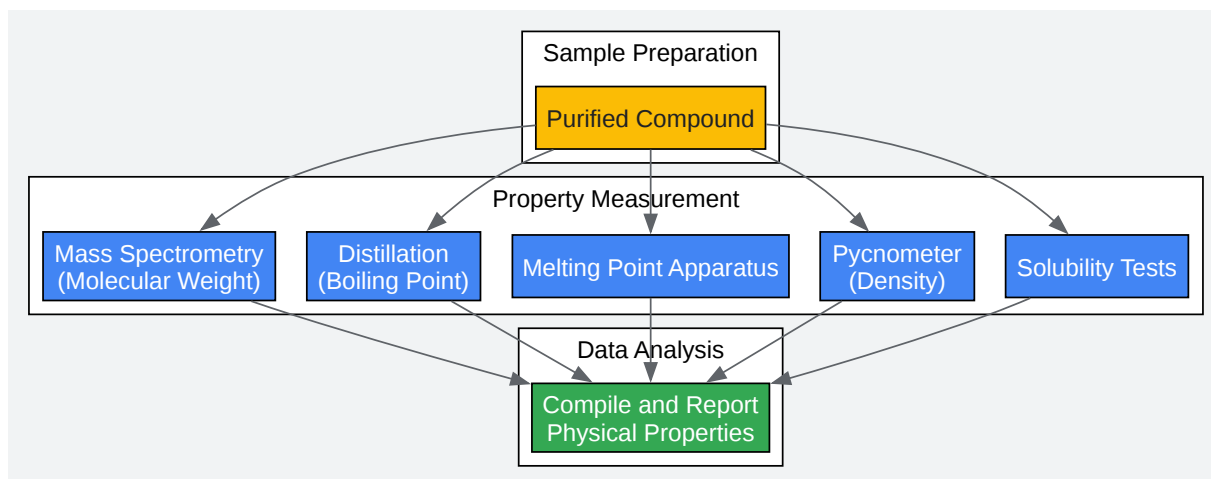 Sample Preparation
Purified Compound
Property Measurement
Mass Spectrometry
(Molecular Weight)
Distillation
(Boiling Point)
Melting Point Apparatus
Pycnometer
(Density)
Solubility Tests
Data Analysis
Compile and Report
Physical Properties